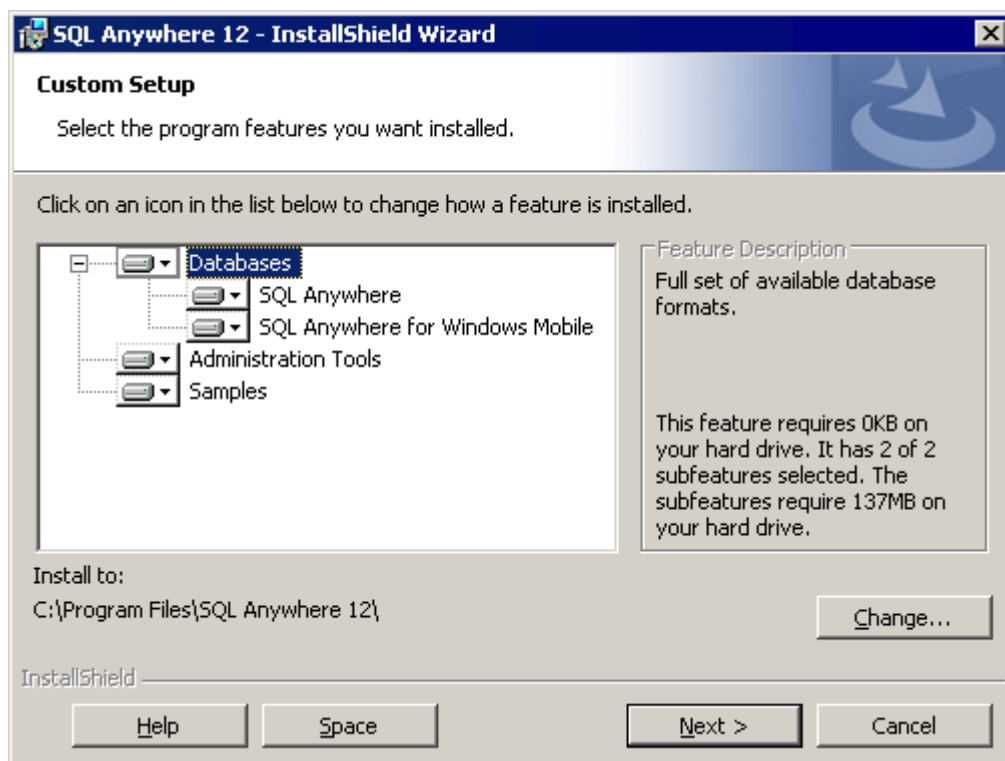 SQL Anywhere 12 - InstallShield Wizard
Custom Setup
Select the program features you want installed.
Click on an icon in the list below to change how a feature is installed.
Databases
SQL Anywhere
SQL Anywhere for Windows Mobile
Administration Tools
Samples
Feature Description
Full set of available database
formats.
This feature requires 0KB on
your hard drive. It has 2 of 2
subfeatures selected. The
subfeatures require 137MB on
your hard drive.
Install to:
C:\Program Files\SQL Anywhere 12\
Change...
InstallShield
Help
Space
Next >
Cancel